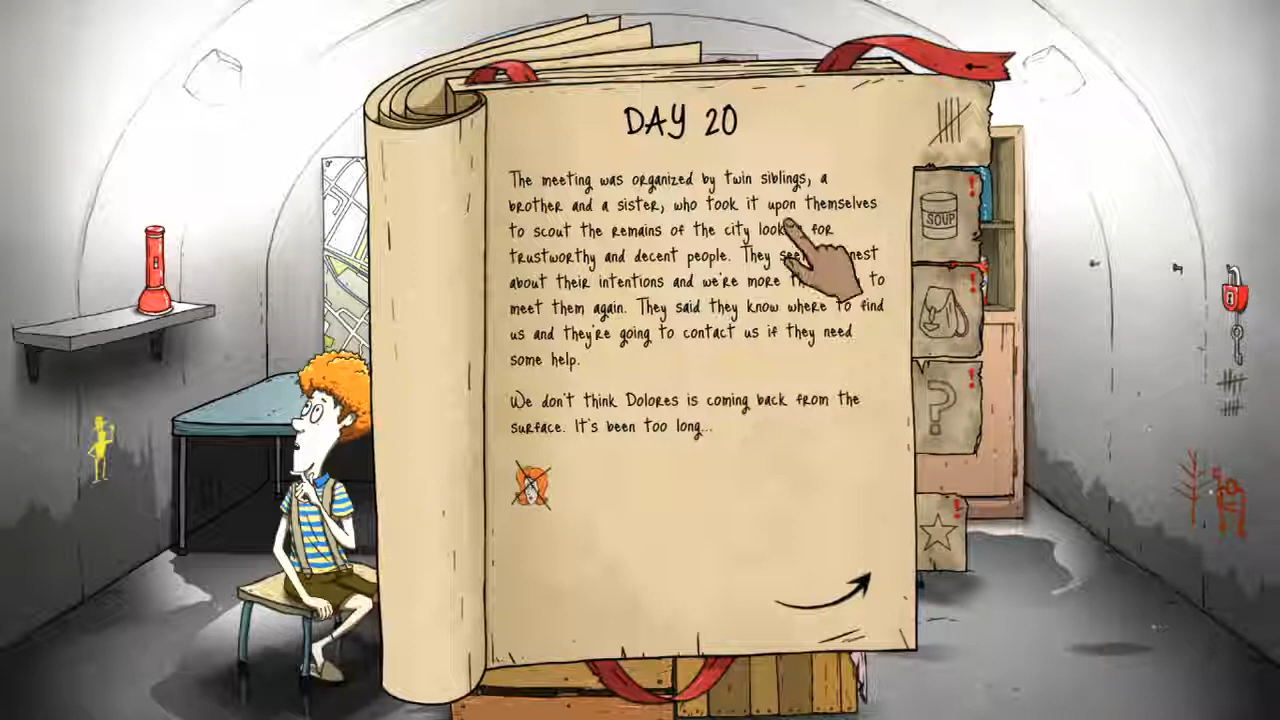 DAY 20
The meeting was organized by twin siblings, a
brother and a sister, who took it upon themselves
to scout the remains of the city for
trustworthy and decent people. They
about their intentions and we're more to
meet them again. They said they know where to find
us and they're going to contact us if they need
some help.
We don't think Dolores is coming back from the
surface. It's been too long...
SOUP